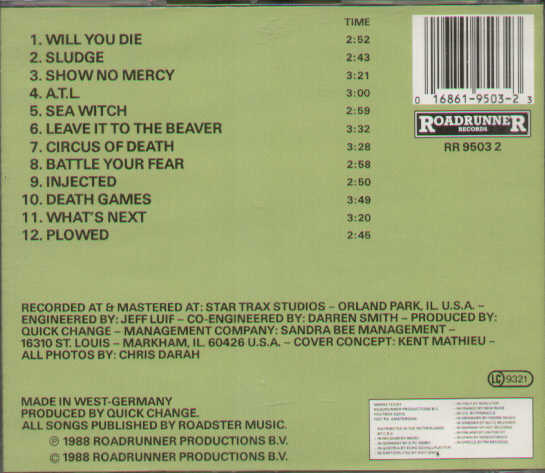 TIME
1. WILL YOU DIE 2:52
2. SLUDGE 2:43
3. SHOW NO MERCY 3:21
4. A.T.L. 3:00
5. SEA WITCH 2:59
6. LEAVE IT TO THE BEAVER 3:32
7. CIRCUS OF DEATH 3:28
8. BATTLE YOUR FEAR 2:58
9. INJECTED 2:50
10. DEATH GAMES 3:49
11. WHAT'S NEXT 3:20
12. PLOWED 2:45
0 16861-9503-2 3
ROADRUNNER
RECORDS
RR 9503 2
RECORDED AT & MASTERED AT: STAR TRAX STUDIOS – ORLAND PARK, IL. U.S.A. –
ENGINEERED BY: JEFF LUIF – CO-ENGINEERED BY: DARREN SMITH – PRODUCED BY:
QUICK CHANGE – MANAGEMENT COMPANY: SANDRA BEE MANAGEMENT –
16310 ST. LOUIS – MARKHAM, IL. 60426 U.S.A. – COVER CONCEPT: KENT MATHIEU –
ALL PHOTOS BY: CHRIS DARAH
LC 9321
MADE IN WEST-GERMANY
PRODUCED BY QUICK CHANGE.
ALL SONGS PUBLISHED BY ROADSTER MUSIC.
℗ 1988 ROADRUNNER PRODUCTIONS B.V.
© 1988 ROADRUNNER PRODUCTIONS B.V.
ROADRUNNER PRODUCTIONS B.V.